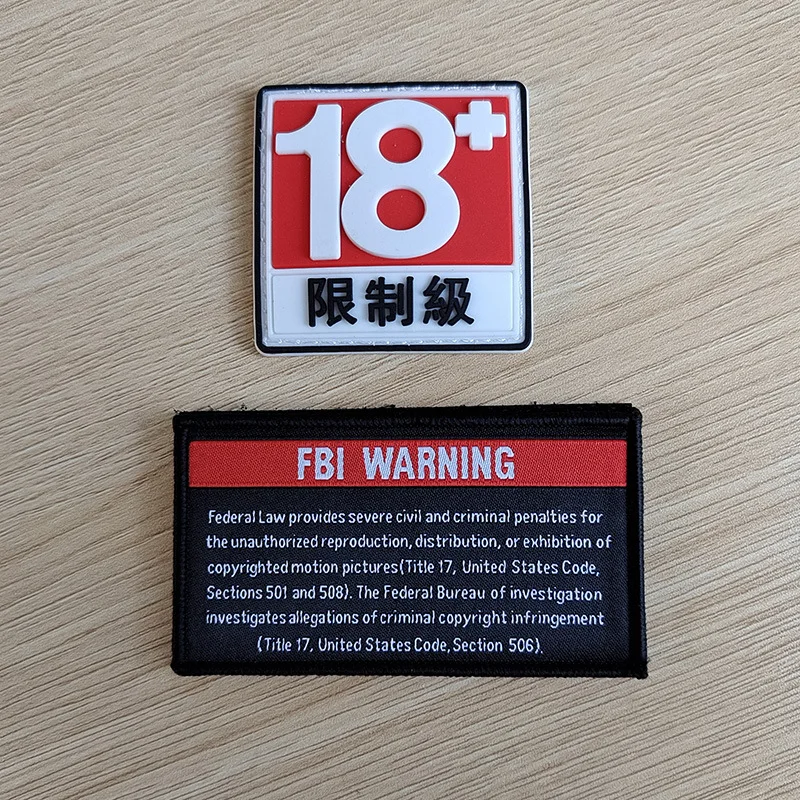 18+
限制級
FBI WARNING
Federal Law provides severe civil and criminal penalties for
the unauthorized reproduction, distribution, or exhibition of
copyrighted motion pictures(Title 17, United States Code,
Sections 501 and 508). The Federal Bureau of investigation
investigates allegations of criminal copyright infringement
(Title 17, United States Code, Section 506).